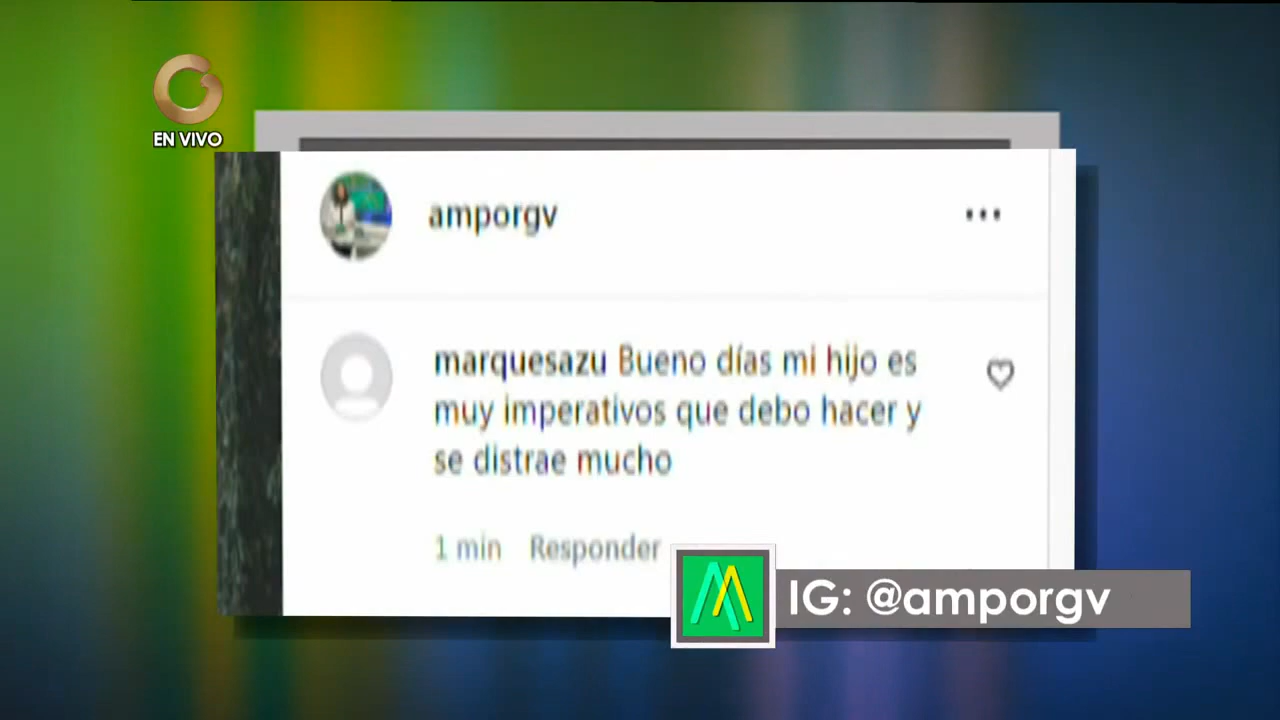 EN VIVO
amporgv
marquesazu Bueno días mi hijo es
muy imperativos que debo hacer y
se distrae mucho
1 min Responder
IG: @amporgv